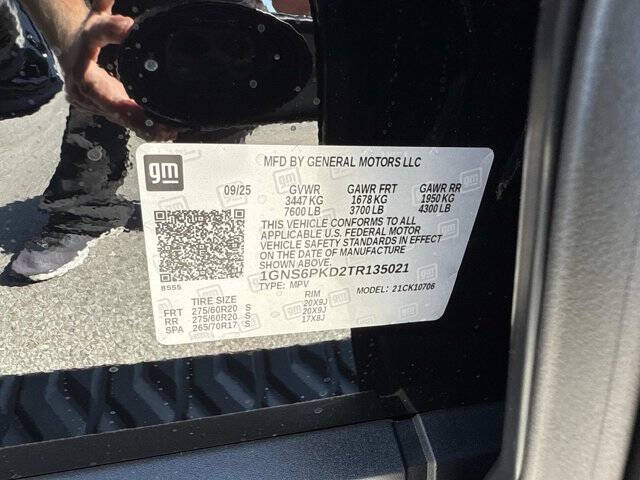 gm
MFD BY GENERAL MOTORS LLC
09/25 GVWR GAWR FRT GAWR RR
3447 KG 1678 KG 1950 KG
7600 LB 3700 LB 4300 LB
THIS VEHICLE CONFORMS TO ALL
APPLICABLE U.S. FEDERAL MOTOR
VEHICLE SAFETY STANDARDS IN EFFECT
ON THE DATE OF MANUFACTURE
SHOWN ABOVE.
1GNS6PKD2TR135021
TYPE: MPV MODEL: 21CK10706
B555
TIRE SIZE RIM
FRT 275/60R20 S 20X9J
RR 275/60R20 S 20X9J
SPA 265/70R17 S 17X8J